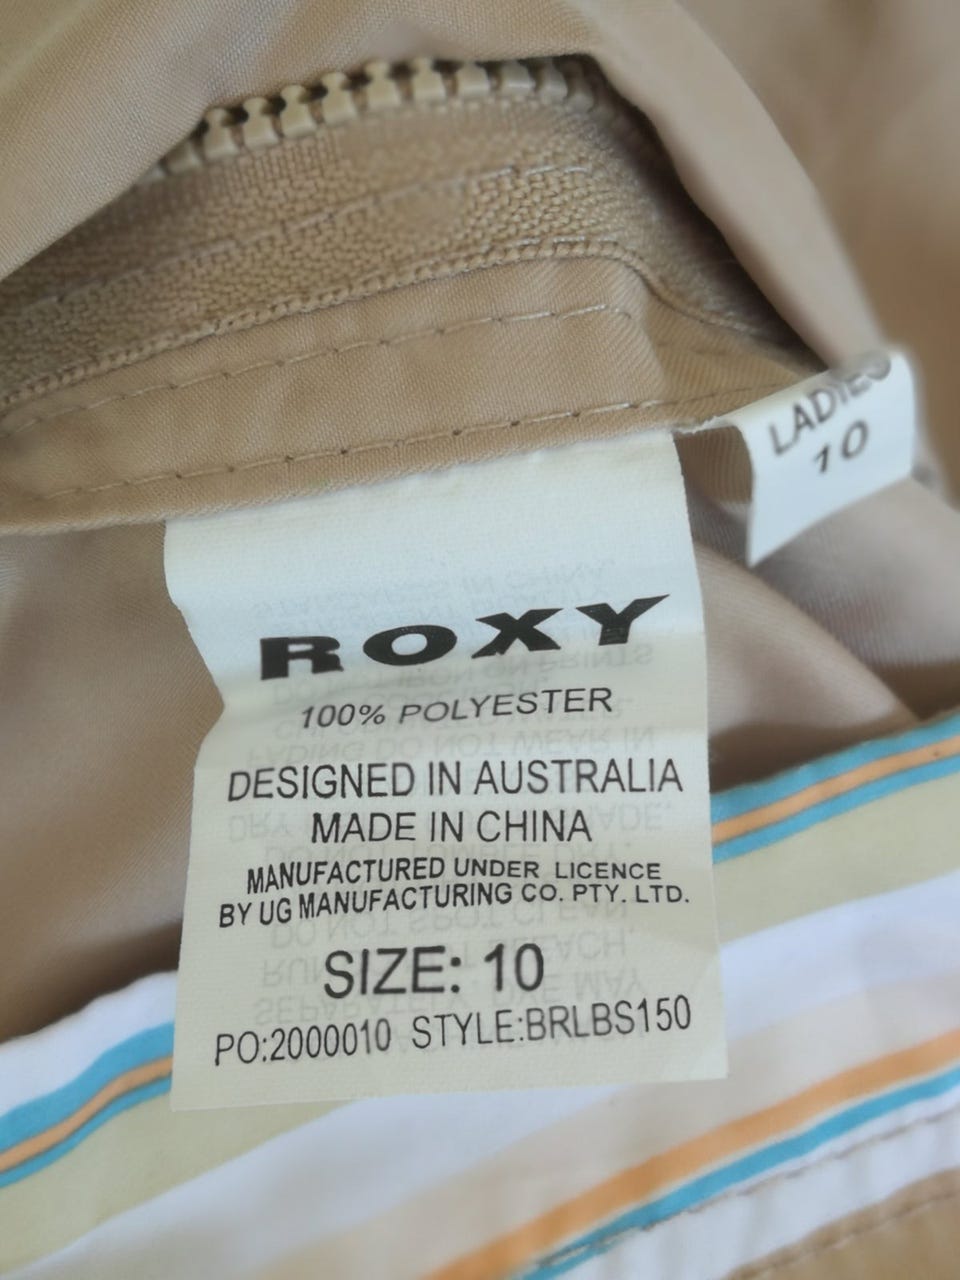 LADIES
10
ROXY
100% POLYESTER
DESIGNED IN AUSTRALIA
MADE IN CHINA
MANUFACTURED UNDER LICENCE
BY UG MANUFACTURING CO. PTY. LTD.
SIZE: 10
PO:2000010 STYLE:BRLBS150